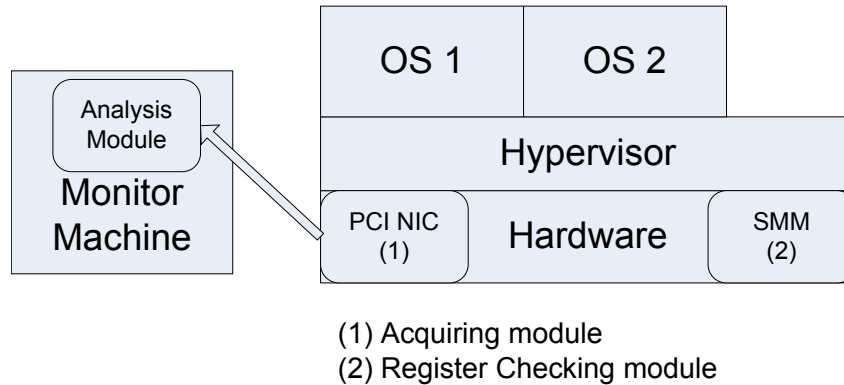 Analysis
Module
Monitor
Machine
OS 1
OS 2
Hypervisor
PCI NIC
(1)
Hardware
SMM
(2)
(1) Acquiring module
(2) Register Checking module